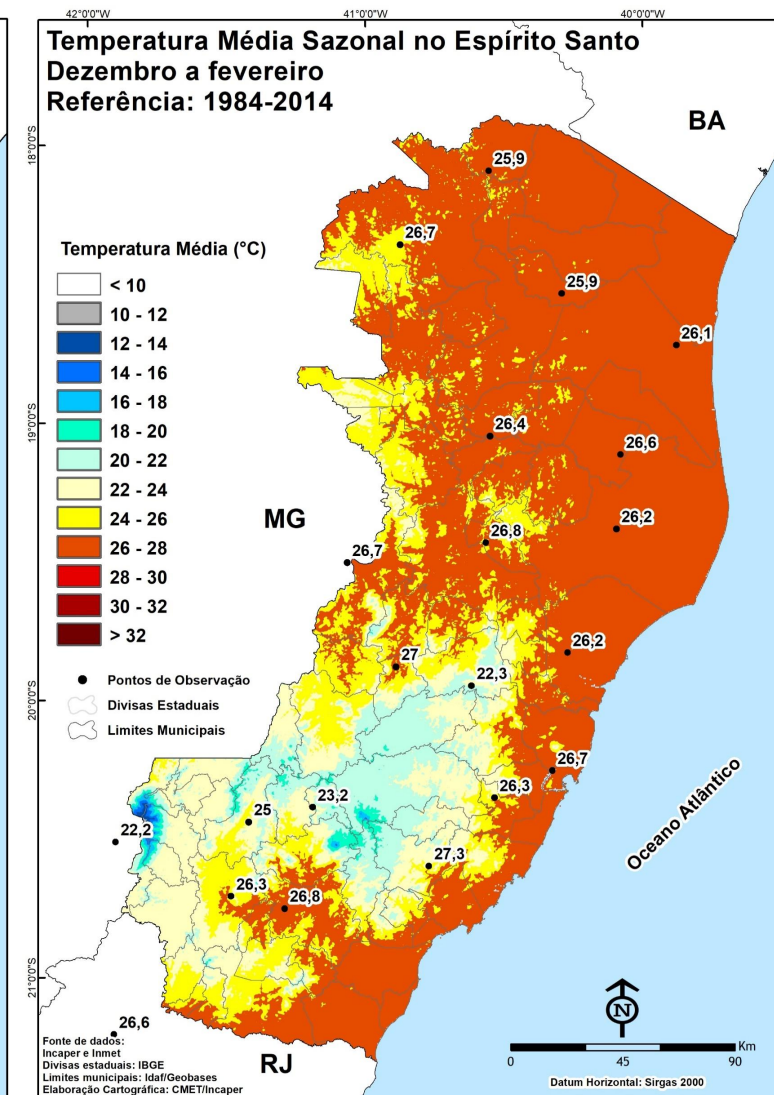 42°0'0"W
41°0'0"W
40°0'0"W
Temperatura Média Sazonal no Espírito Santo
Dezembro a fevereiro
Referência: 1984-2014
BA
18°0'0"S
25,9
26,7
Temperatura Média (°C)
< 10
10 - 12
12 - 14
14 - 16
16 - 18
18 - 20
20 - 22
22 - 24
24 - 26
26 - 28
28 - 30
30 - 32
> 32
25,9
26,1
19°0'0"S
26,4
26,6
MG
26,2
26,8
26,7
26,2
27
22,3
Pontos de Observação
Divisas Estaduais
Limites Municipais
20°0'0"S
26,7
26,3
23,2
25
22,2
Oceano Atlântico
27,3
26,3
26,8
21°0'0"S
N
26,6
Fonte de dados:
Incaper e Inmet
Divisas estaduais: IBGE
Limites municipais: Idaf/Geobases
Elaboração Cartográfica: CMET/Incaper
RJ
Km
0 45 90
Datum Horizontal: Sirgas 2000